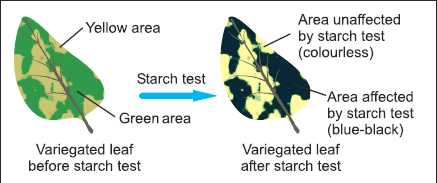 Yellow area
Green area
Variegated leaf
before starch test
Starch test
Area unaffected
by starch test
(colourless)
Area affected
by starch test
(blue-black)
Variegated leaf
after starch test